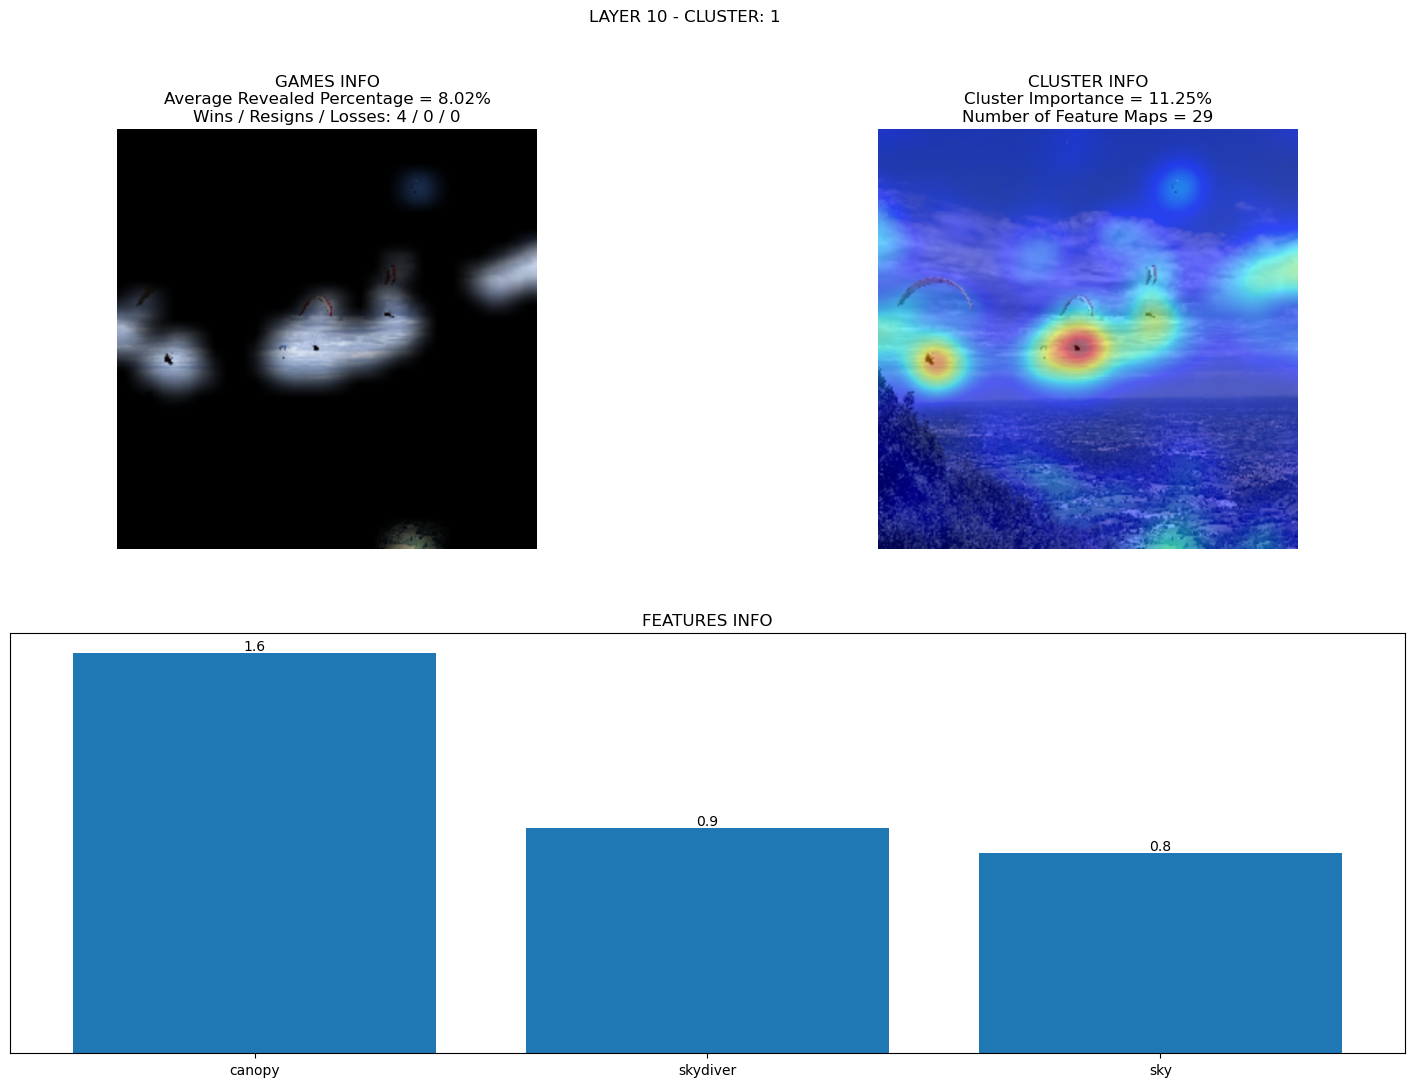 LAYER 10 - CLUSTER: 1
GAMES INFO
Average Revealed Percentage = 8.02%
Wins / Resigns / Losses: 4 / 0 / 0
CLUSTER INFO
Cluster Importance = 11.25%
Number of Feature Maps = 29
FEATURES INFO
1.6
0.9
0.8
canopy
skydiver
sky